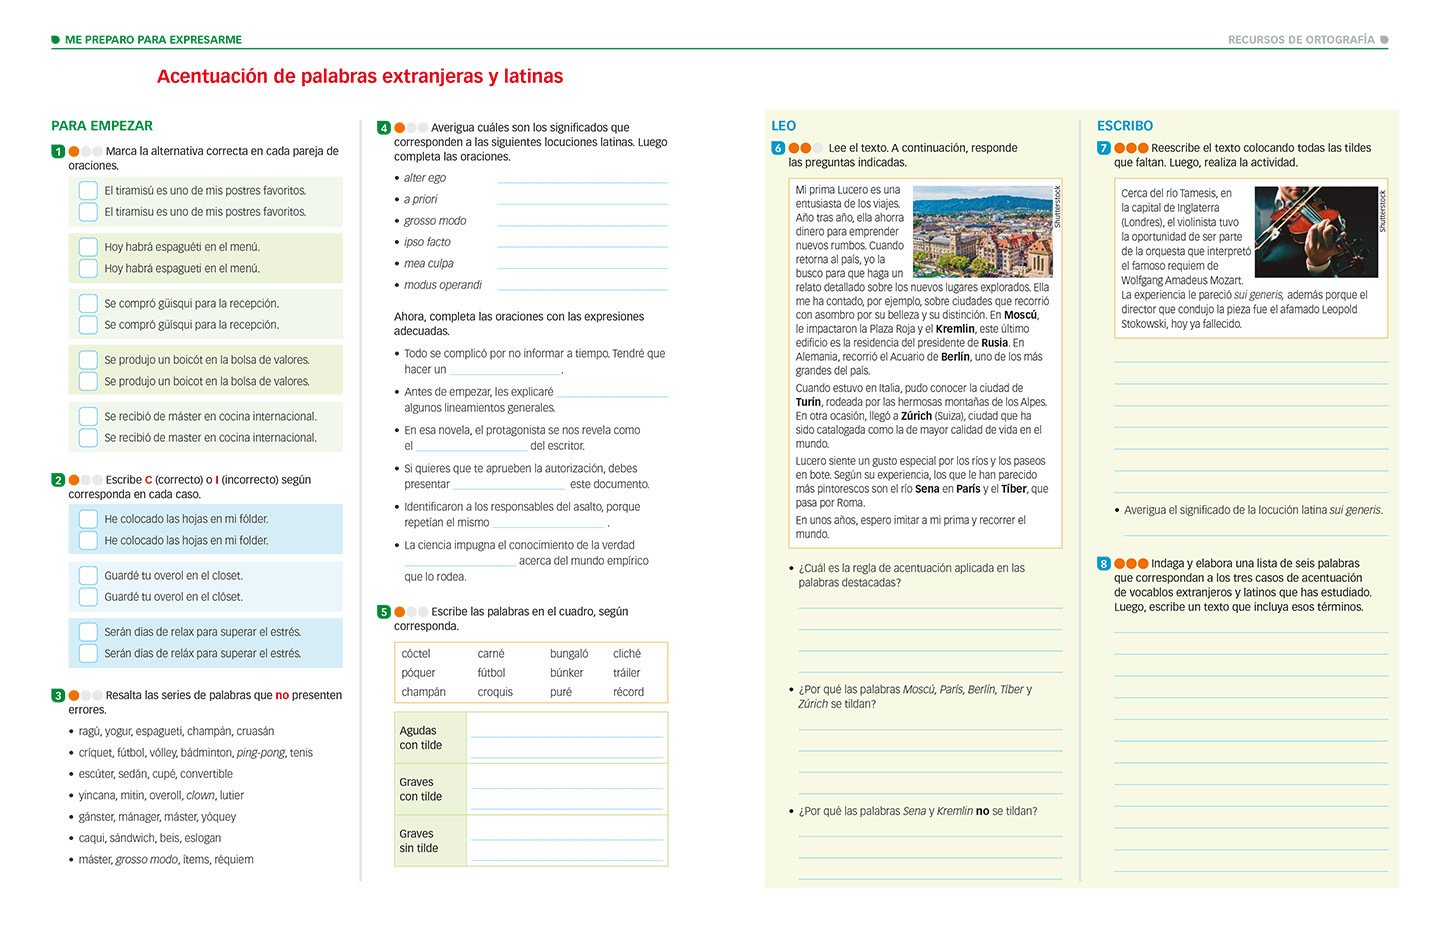 ME PREPARO PARA EXPRESARME
RECURSOS DE ORTOGRAFÍA
Acentuación de palabras extranjeras y latinas
PARA EMPEZAR
1 Marca la alternativa correcta en cada pareja de
oraciones.
El tiramisú es uno de mis postres favoritos.
El tiramisu es uno de mis postres favoritos.
Hoy habrá espaguéti en el menú.
Hoy habrá espagueti en el menú.
Se compró güisqui para la recepción.
Se compró güísqui para la recepción.
Se produjo un boicót en la bolsa de valores.
Se produjo un boicot en la bolsa de valores.
Se recibió de máster en cocina internacional.
Se recibió de master en cocina internacional.
2 Escribe C (correcto) o I (incorrecto) según
corresponda en cada caso.
He colocado las hojas en mi fólder.
He colocado las hojas en mi folder.
Guardé tu overol en el closet.
Guardé tu overol en el clóset.
Serán días de relax para superar el estrés.
Serán días de reláx para superar el estrés.
3 Resalta las series de palabras que no presenten
errores.
• ragú, yogur, espagueti, champán, cruasán
• críquet, fútbol, vólley, bádminton, ping-pong, tenis
• escúter, sedán, cupé, convertible
• yincana, mitin, overoll, clown, lutier
• gánster, mánager, máster, yóquey
• caqui, sándwich, beis, eslogan
• máster, grosso modo, ítems, réquiem
4 Averigua cuáles son los significados que
corresponden a las siguientes locuciones latinas. Luego
completa las oraciones.
• alter ego
• a priori
• grosso modo
• ipso facto
• mea culpa
• modus operandi
Ahora, completa las oraciones con las expresiones
adecuadas.
• Todo se complicó por no informar a tiempo. Tendré que
hacer un .
• Antes de empezar, les explicaré
algunos lineamientos generales.
• En esa novela, el protagonista se nos revela como
el del escritor.
• Si quieres que te aprueben la autorización, debes
presentar este documento.
• Identificaron a los responsables del asalto, porque
repetían el mismo .
• La ciencia impugna el conocimiento de la verdad
acerca del mundo empírico
que lo rodea.
5 Escribe las palabras en el cuadro, según
corresponda.
cóctel carné bungaló cliché
póquer fútbol búnker tráiler
champán croquis puré récord
Agudas
con tilde
Graves
con tilde
Graves
sin tilde
LEO
6 Lee el texto. A continuación, responde
las preguntas indicadas.
Mi prima Lucero es una
entusiasta de los viajes.
Año tras año, ella ahorra
dinero para emprender
nuevos rumbos. Cuando
retorna al país, yo la
busco para que haga un
relato detallado sobre los nuevos lugares explorados. Ella
me ha contado, por ejemplo, sobre ciudades que recorrió
con asombro por su belleza y su distinción. En Moscú,
le impactaron la Plaza Roja y el Kremlin, este último
edificio es la residencia del presidente de Rusia. En
Alemania, recorrió el Acuario de Berlín, uno de los más
grandes del país.
Cuando estuvo en Italia, pudo conocer la ciudad de
Turín, rodeada por las hermosas montañas de los Alpes.
En otra ocasión, llegó a Zúrich (Suiza), ciudad que ha
sido catalogada como la de mayor calidad de vida en el
mundo.
Lucero siente un gusto especial por los ríos y los paseos
en bote. Según su experiencia, los que le han parecido
más pintorescos son el río Sena en París y el Tíber, que
pasa por Roma.
En unos años, espero imitar a mi prima y recorrer el
mundo.
Shutterstock
• ¿Cuál es la regla de acentuación aplicada en las
palabras destacadas?
• ¿Por qué las palabras Moscú, París, Berlín, Tíber y
Zúrich se tildan?
• ¿Por qué las palabras Sena y Kremlin no se tildan?
ESCRIBO
7 Reescribe el texto colocando todas las tildes
que faltan. Luego, realiza la actividad.
Cerca del río Tamesis, en
la capital de Inglaterra
(Londres), el violinista tuvo
la oportunidad de ser parte
de la orquesta que interpretó
el famoso requiem de
Wolfgang Amadeus Mozart.
La experiencia le pareció sui generis, además porque el
director que condujo la pieza fue el afamado Leopold
Stokowski, hoy ya fallecido.
Shutterstock
• Averigua el significado de la locución latina sui generis.
8 Indaga y elabora una lista de seis palabras
que correspondan a los tres casos de acentuación
de vocablos extranjeros y latinos que has estudiado.
Luego, escribe un texto que incluya esos términos.